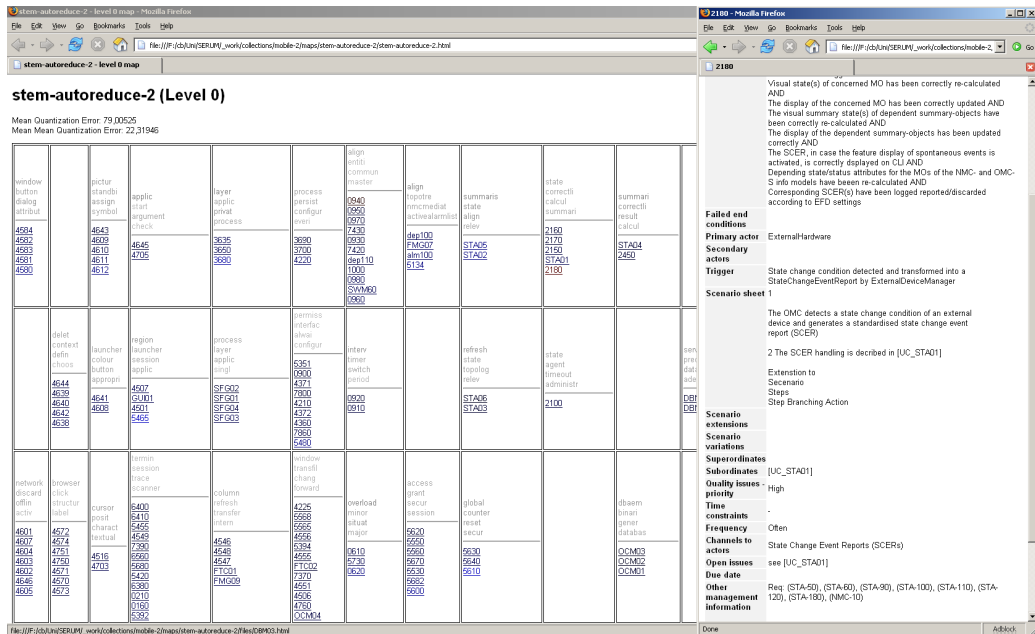 stem-autoreduce-2 - level 0 map - Mozilla Firefox
File Edit View Go Bookmarks Tools Help
file:///F:/cb/Uni/SERUM/_work/collections/mobile-2/maps/stem-autoreduce-2/stem-autoreduce-2.html
stem-autoreduce-2 - level 0 map
stem-autoreduce-2 (Level 0)
Mean Quantization Error: 79,00525
Mean Mean Quantization Error: 22,31946
window
button
dialog
attribut
4584
4582
4583
4581
4580
pictur
standbi
assign
symbol
4643
4609
4610
4611
4612
applic
start
argument
check
4645
4705
layer
applic
privat
process
3635
3650
3680
process
persist
configur
everi
3690
3700
4220
align
entiti
commun
master
0940
0950
0970
7430
0930
7420
dep110
1000
0980
SWM60
0960
align
topotre
nmcmediat
activealarmlist
dep100
FMG07
alm100
5134
summaris
state
align
relev
STA05
STA02
state
correctli
calcul
summari
2160
2170
2150
STA01
2180
summari
correctli
result
calcul
STA04
2450
delet
context
defin
choos
4644
4639
4640
4642
4638
launcher
colour
button
appropri
4641
4608
region
launcher
session
applic
4507
GUI01
4501
5465
process
layer
applic
singl
SFG02
SFG01
SFG04
SFG03
permiss
interfac
alwai
configur
5351
0900
4371
7800
4210
4372
4360
7860
5480
interv
timer
switch
period
0920
0910
refresh
state
topolog
relev
STA06
STA03
state
agent
timeout
administr
2100
network
discard
offlin
activ
4601
4607
4604
4603
4602
4646
4605
browser
click
structur
label
4572
4574
4751
4750
4571
4570
4573
cursor
posit
charact
textual
4516
4703
termin
session
trace
scanner
6400
6410
5455
4549
7390
6560
5680
5420
6380
0210
0160
5392
column
refresh
transfer
intern
4546
4548
4547
FTC01
FMG09
window
transfil
chang
forward
4225
5568
5565
4556
5394
4555
FTC02
7370
4551
4506
4760
OCM04
overload
minor
situat
major
0610
5730
0620
access
grant
secur
session
5620
5550
5560
5670
5530
5682
5600
global
counter
reset
secur
5630
5640
5610
dbaem
binari
gener
databas
OCM03
OCM02
OCM01
file:///F:/cb/Uni/SERUM/_work/collections/mobile-2/maps/stem-autoreduce-2/files/DBM03.html
2180 - Mozilla Firefox
File Edit View Go Bookmarks Tools Help
file:///F:/cb/Uni/SERUM/_work/collections/mobile-2, Go
2180
Visual state(s) of concerned MO has been correctly re-calculated
AND
The display of the concerned MO has been correctly updated AND
The visual summary state(s) of dependent summary-objects have
been correctly re-calculated AND
The display of the dependent summary-objects has been updated
correctly AND
The SCER, in case the feature display of spontaneous events is
activated, is correctly dsplayed on CLI AND
Depending state/status attributes for the MOs of the NMC- and OMC-
S info models have beeen re-calculated AND
Corresponding SCER(s) have been logged reported/discarded
according to EFD settings
Failed end
conditions
Primary actor ExternalHardware
Secondary
actors
Trigger State change condition detected and transformed into a
StateChangeEventReport by ExternalDeviceManager
Scenario sheet 1
The OMC detects a state change condition of an external
device and generates a standardised state change event
report (SCER)
2 The SCER handling is decribed in [UC_STA01]
Extenstion to
Secenario
Steps
Step Branching Action
Scenario
extensions
Scenario
variations
Superordinates
Subordinates [UC_STA01]
Quality issues -
priority High
Time
constraints -
Frequency Often
Channels to
actors State Change Event Reports (SCERs)
Open issues see [UC_STA01]
Due date
Other
management
information Req: (STA-50), (STA-60), (STA-90), (STA-100), (STA-110), (STA-
120), (STA-180), (NMC-10)
Done Adblock